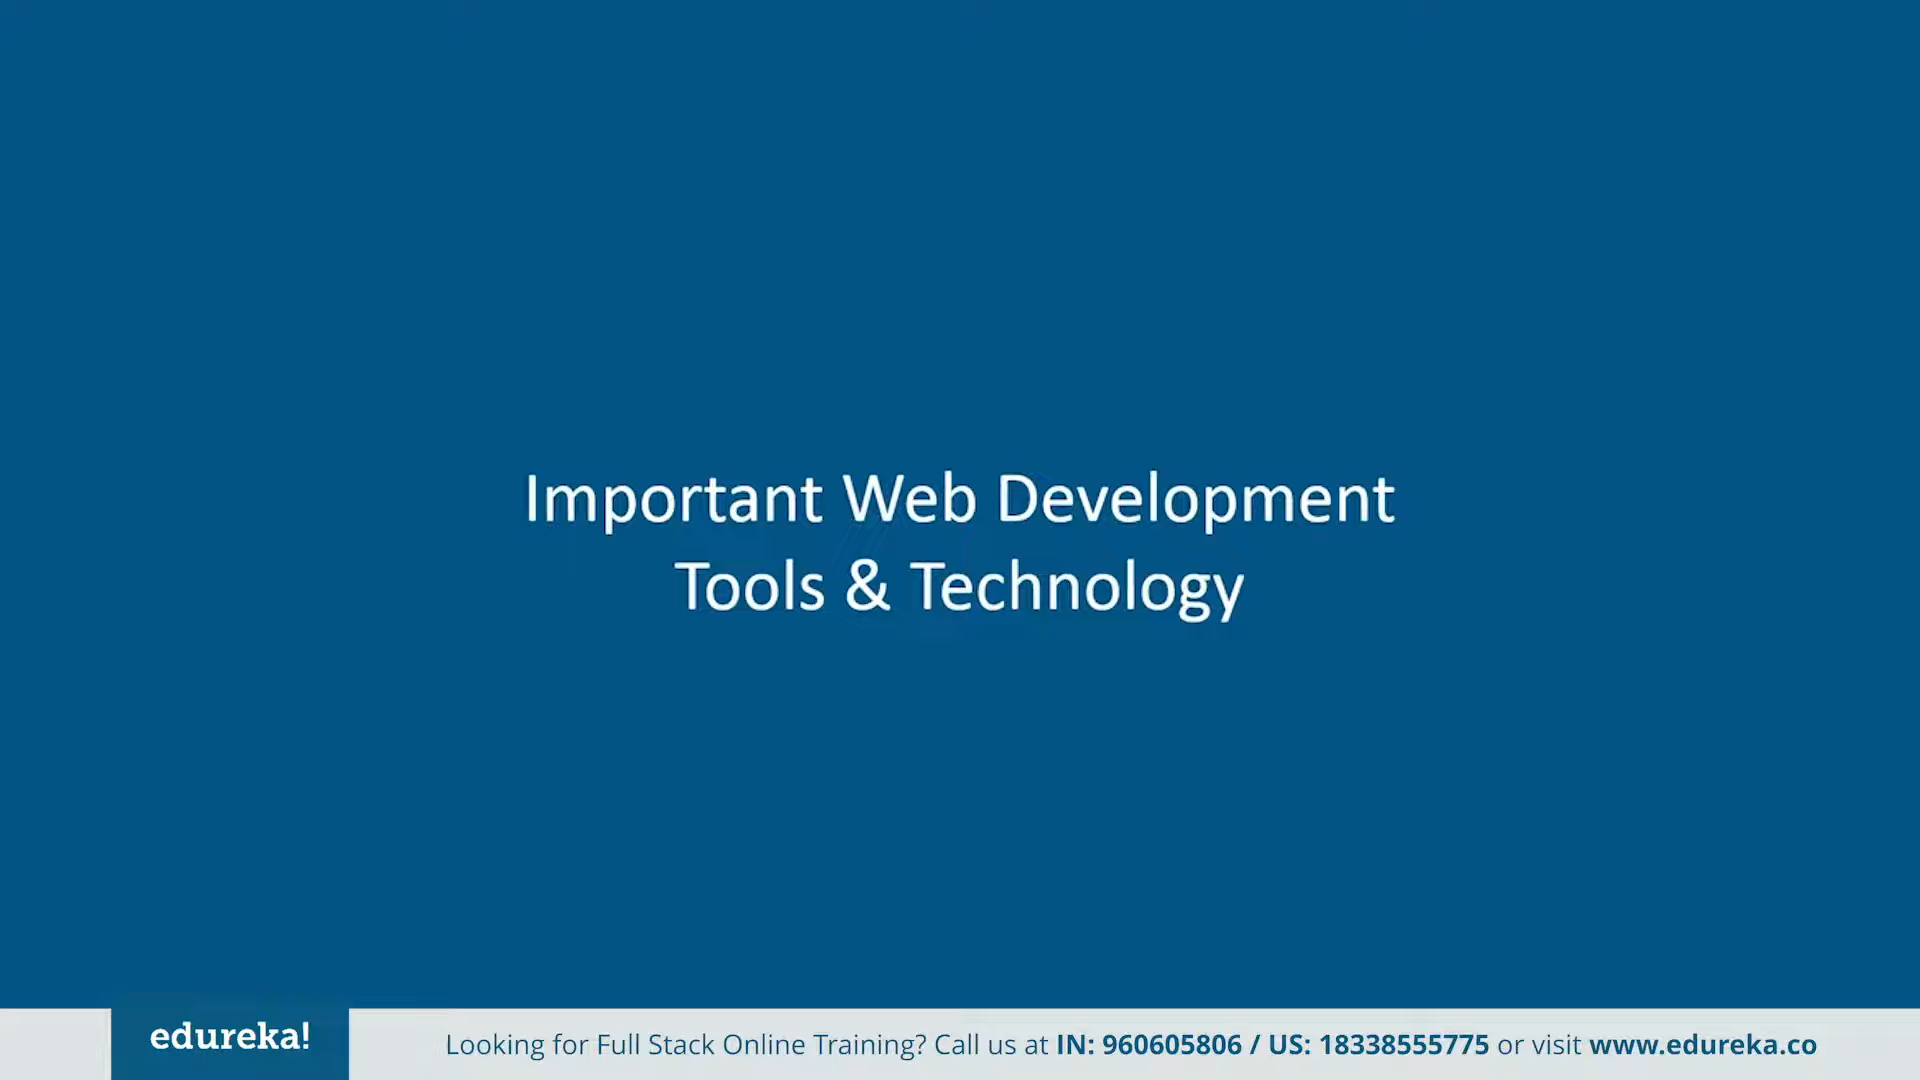 Important Web Development
Tools & Technology
edureka!
Looking for Full Stack Online Training? Call us at IN: 960605806 / US: 18338555775 or visit www.edureka.co